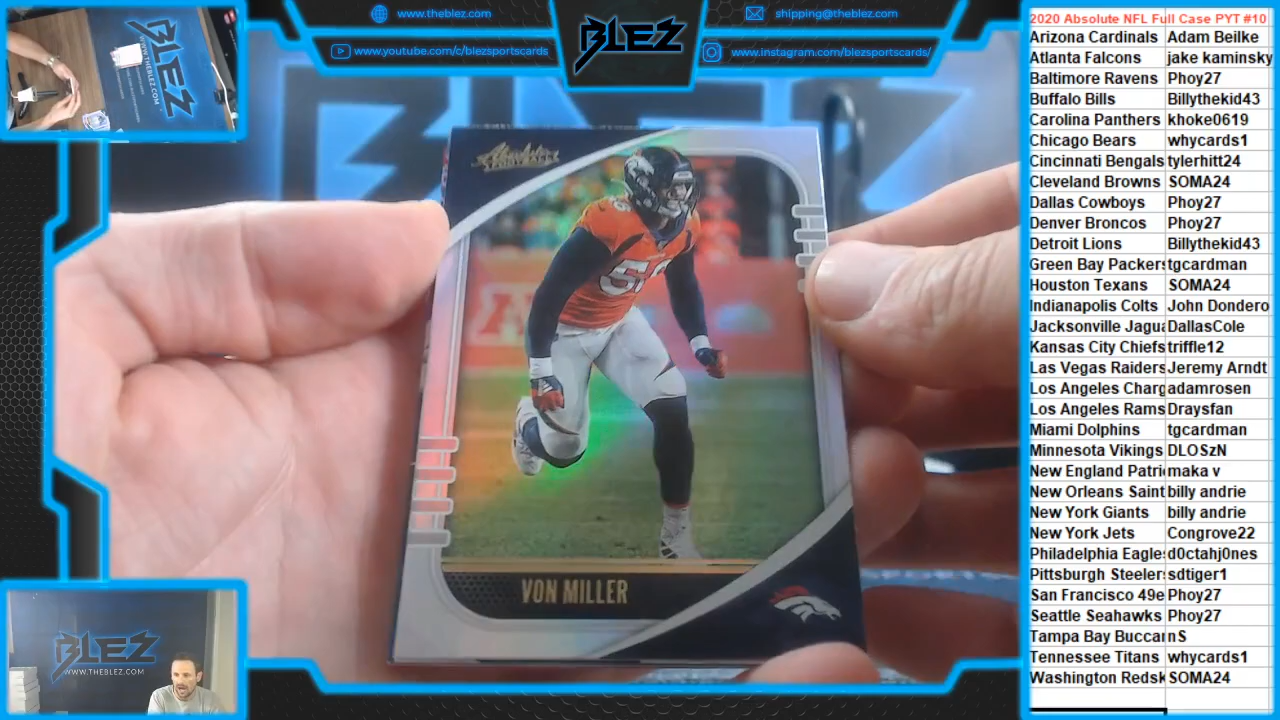 www.theblez.com
www.youtube.com/c/blezsportscards
BLEZ
shipping@theblez.com
www.instagram.com/blezsportscards/
BLEZ
WWW.THEBLEZ.COM
Absolute
FOOTBALL
58
VON MILLER
BLEZ
WWW.THEBLEZ.COM
2020 Absolute NFL Full Case PYT #10
Arizona Cardinals Adam Beilke
Atlanta Falcons jake kaminsky
Baltimore Ravens Phoy27
Buffalo Bills Billythekid43
Carolina Panthers khoke0619
Chicago Bears whycards1
Cincinnati Bengals tylerhitt24
Cleveland Browns SOMA24
Dallas Cowboys Phoy27
Denver Broncos Phoy27
Detroit Lions Billythekid43
Green Bay Packers tgcardman
Houston Texans SOMA24
Indianapolis Colts John Dondero
Jacksonville Jagua DallasCole
Kansas City Chiefs triffle12
Las Vegas Raiders Jeremy Arndt
Los Angeles Charg adamrosen
Los Angeles Rams Draysfan
Miami Dolphins tgcardman
Minnesota Vikings DLOSzN
New England Patri maka v
New Orleans Saint billy andrie
New York Giants billy andrie
New York Jets Congrove22
Philadelphia Eagle d0ctahj0nes
Pittsburgh Steeler sdtiger1
San Francisco 49e Phoy27
Seattle Seahawks Phoy27
Tampa Bay Buccan nS
Tennessee Titans whycards1
Washington Redsk SOMA24